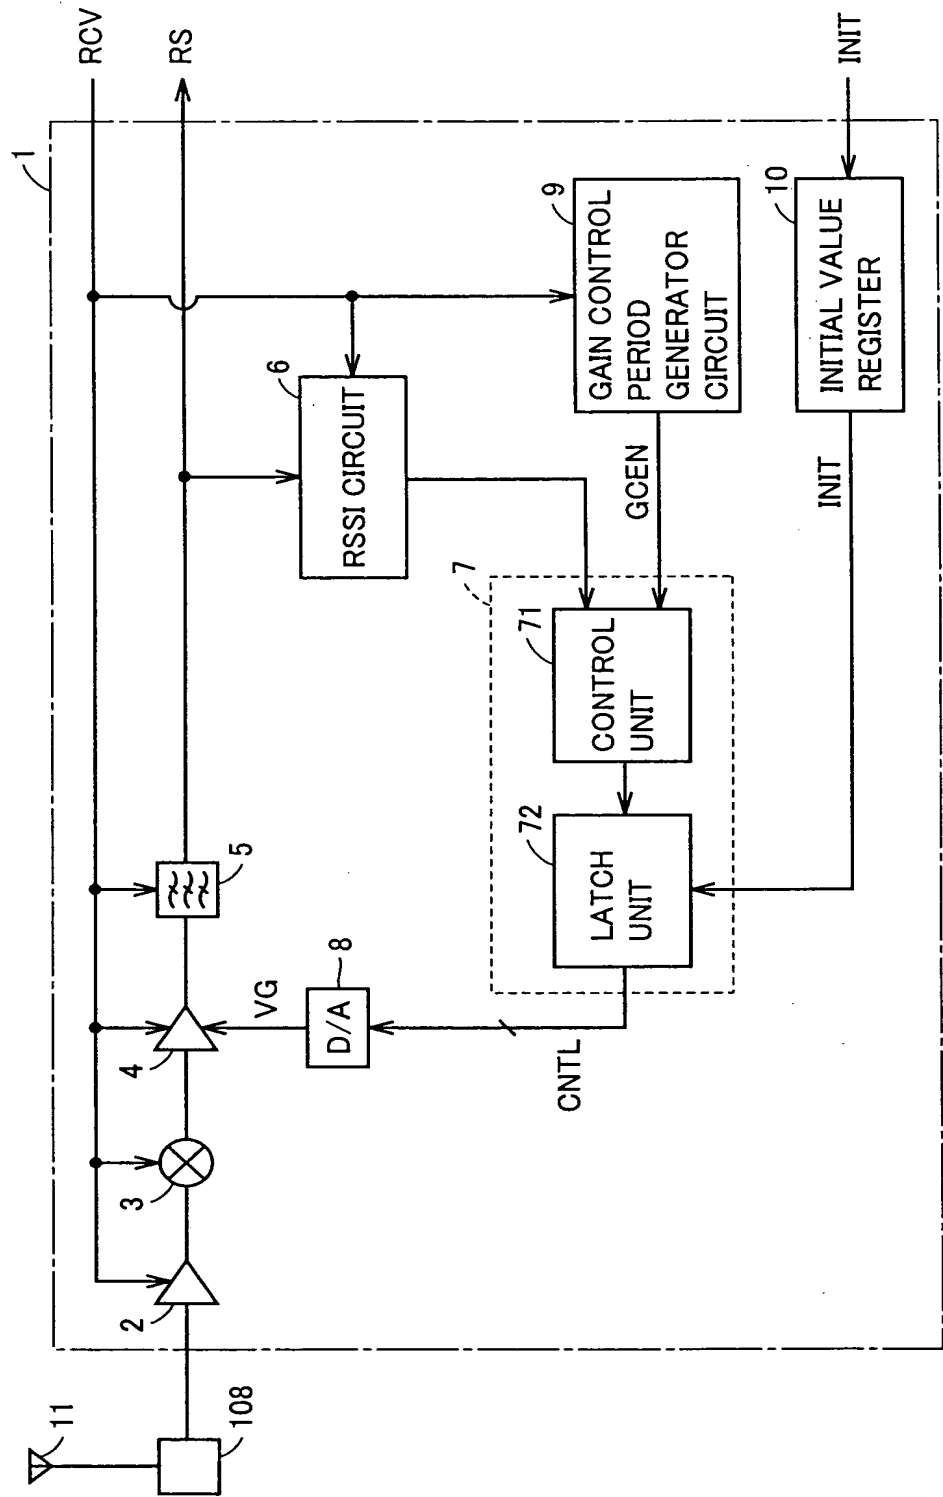 1
RCV
RS
11
108
2
3
4
5
VG
8
D/A
CNTL
6
RSSI CIRCUIT
7
71
CONTROL
UNIT
72
LATCH
UNIT
GCEN
9
GAIN CONTROL
PERIOD
GENERATOR
CIRCUIT
10
INITIAL VALUE
REGISTER
INIT
INIT